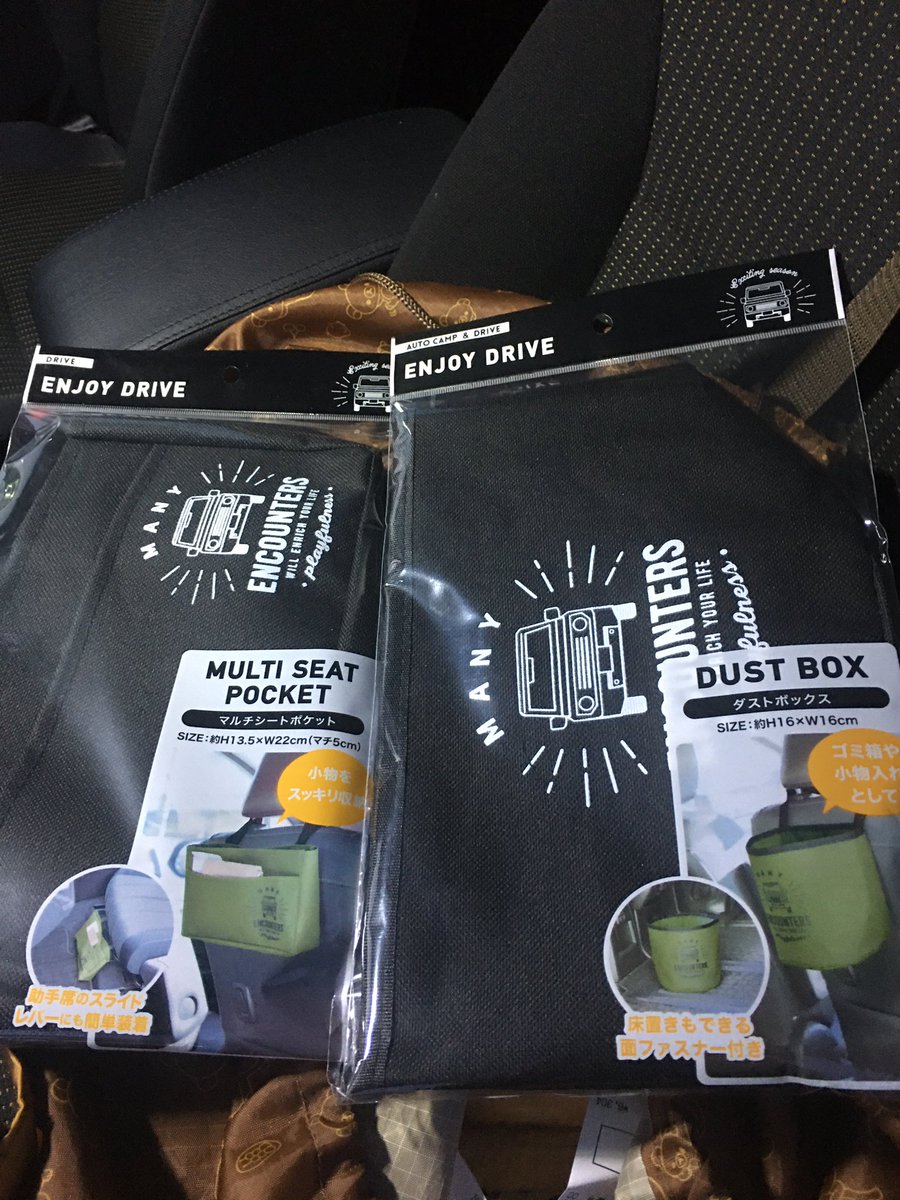 DRIVE
ENJOY DRIVE
Exciting
MANY
ENCOUNTERS
WILL ENRICH YOUR LIFE
・playfulness・
MULTI SEAT
POCKET
マルチシートポケット
SIZE：約H13.5×W22cm(マチ5cm)
小物を
スッキリ収納
ENCOUNTERS
助手席のスライド
レバーにも簡単装着
AUTO CAMP & DRIVE
ENJOY DRIVE
Exciting season
MANY
OUNTERS
CH YOUR LIFE
fulness・
DUST BOX
ダストボックス
SIZE：約H16×W16cm
ゴミ箱や
小物入れ
として
MANY
ENCOUNTERS
ENCOUNTERS
床置きもできる
面ファスナー付き